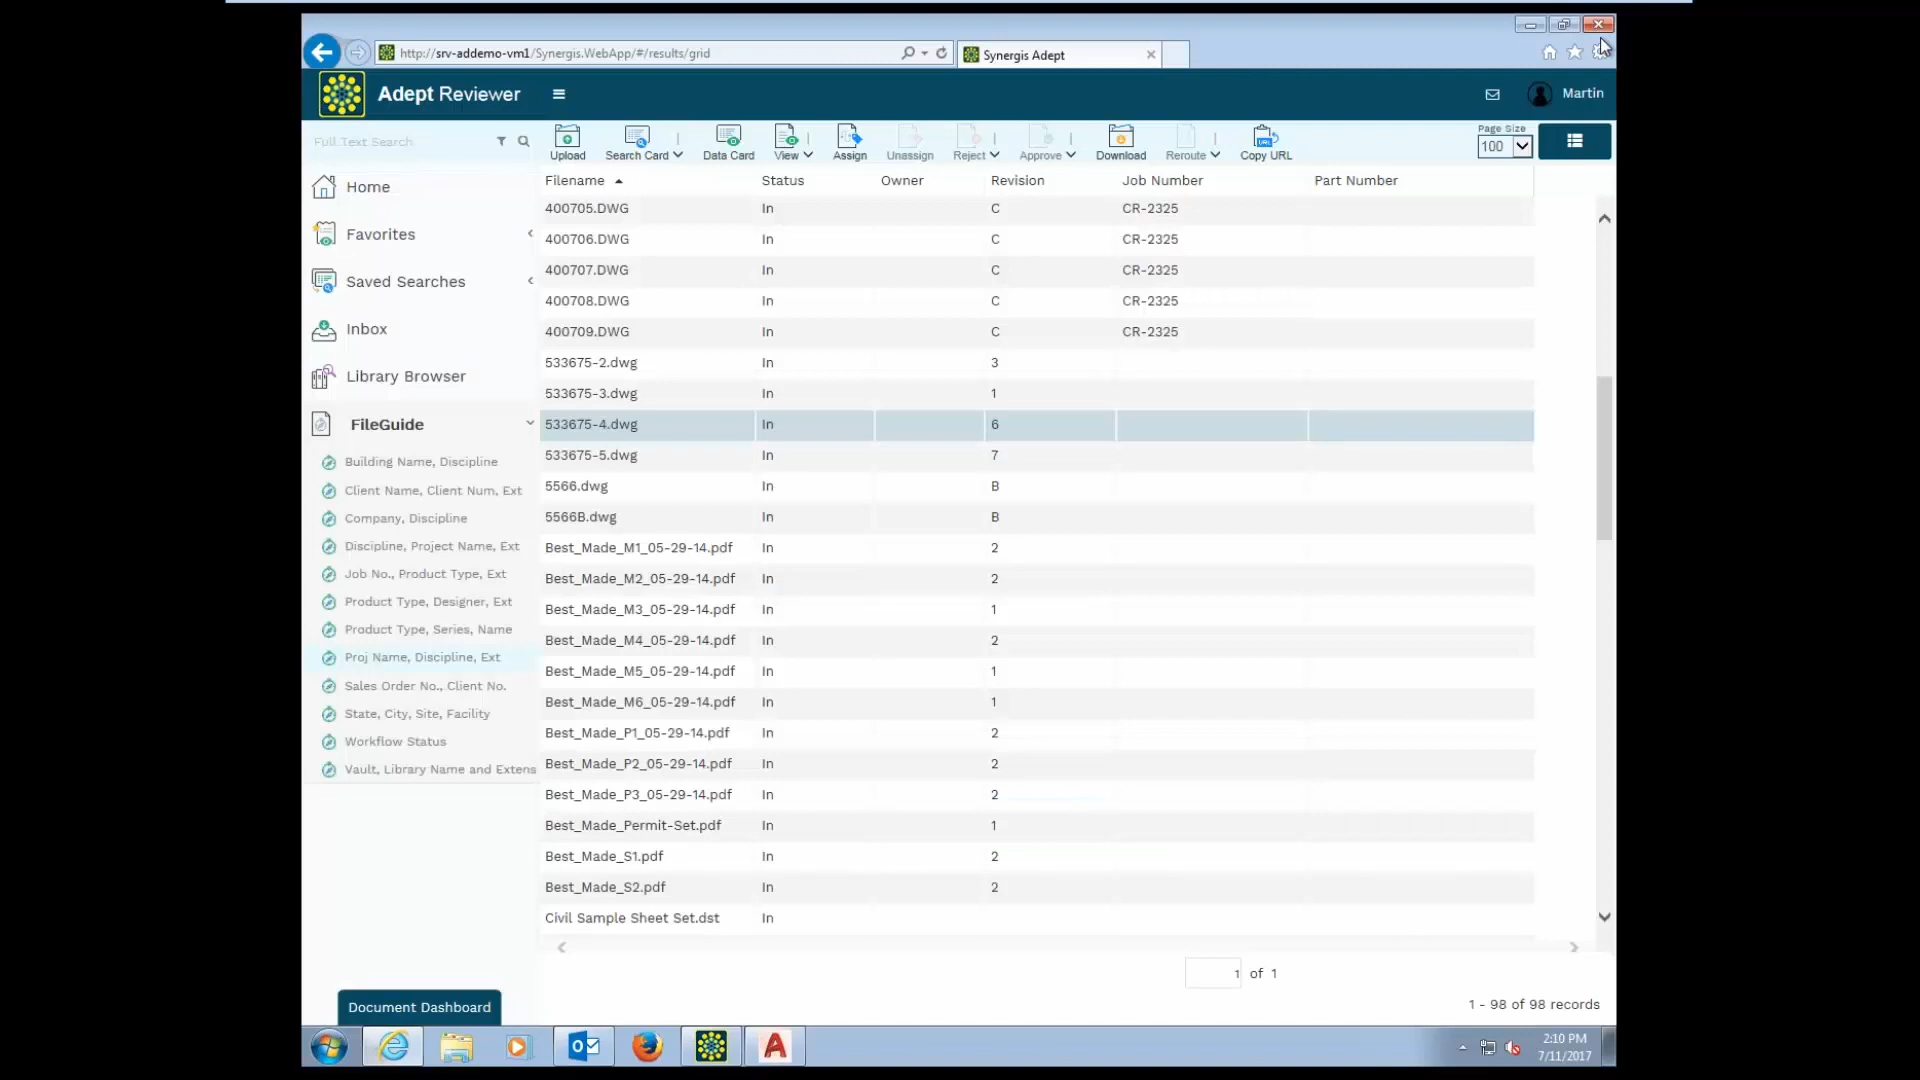 http://srv-addemo-vm1/Synergis.WebApp/#/results/grid
Synergis Adept
Adept Reviewer
Martin
Full Text Search
Upload
Search Card
Data Card
View
Assign
Unassign
Reject
Approve
Download
Reroute
Copy URL
Page Size
100
Home
Favorites
Saved Searches
Inbox
Library Browser
FileGuide
Building Name, Discipline
Client Name, Client Num, Ext
Company, Discipline
Discipline, Project Name, Ext
Job No., Product Type, Ext
Product Type, Designer, Ext
Product Type, Series, Name
Proj Name, Discipline, Ext
Sales Order No., Client No.
State, City, Site, Facility
Workflow Status
Vault, Library Name and Extens
Document Dashboard
Filename Status Owner Revision Job Number Part Number
400705.DWG In C CR-2325
400706.DWG In C CR-2325
400707.DWG In C CR-2325
400708.DWG In C CR-2325
400709.DWG In C CR-2325
533675-2.dwg In 3
533675-3.dwg In 1
533675-4.dwg In 6
533675-5.dwg In 7
5566.dwg In B
5566B.dwg In B
Best_Made_M1_05-29-14.pdf In 2
Best_Made_M2_05-29-14.pdf In 2
Best_Made_M3_05-29-14.pdf In 1
Best_Made_M4_05-29-14.pdf In 2
Best_Made_M5_05-29-14.pdf In 1
Best_Made_M6_05-29-14.pdf In 1
Best_Made_P1_05-29-14.pdf In 2
Best_Made_P2_05-29-14.pdf In 2
Best_Made_P3_05-29-14.pdf In 2
Best_Made_Permit-Set.pdf In 1
Best_Made_S1.pdf In 2
Best_Made_S2.pdf In 2
Civil Sample Sheet Set.dst In
1 of 1
1 - 98 of 98 records
2:10 PM
7/11/2017